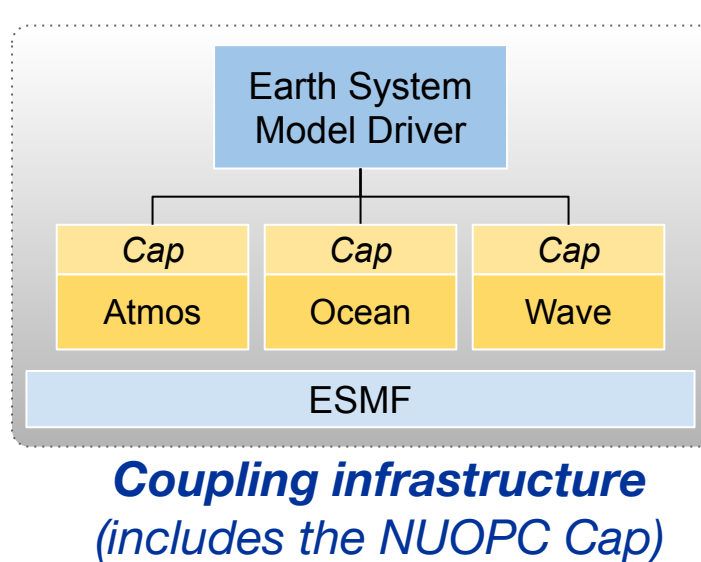 Earth System
Model Driver
Cap
Cap
Cap
Atmos
Ocean
Wave
ESMF
Coupling infrastructure
(includes the NUOPC Cap)